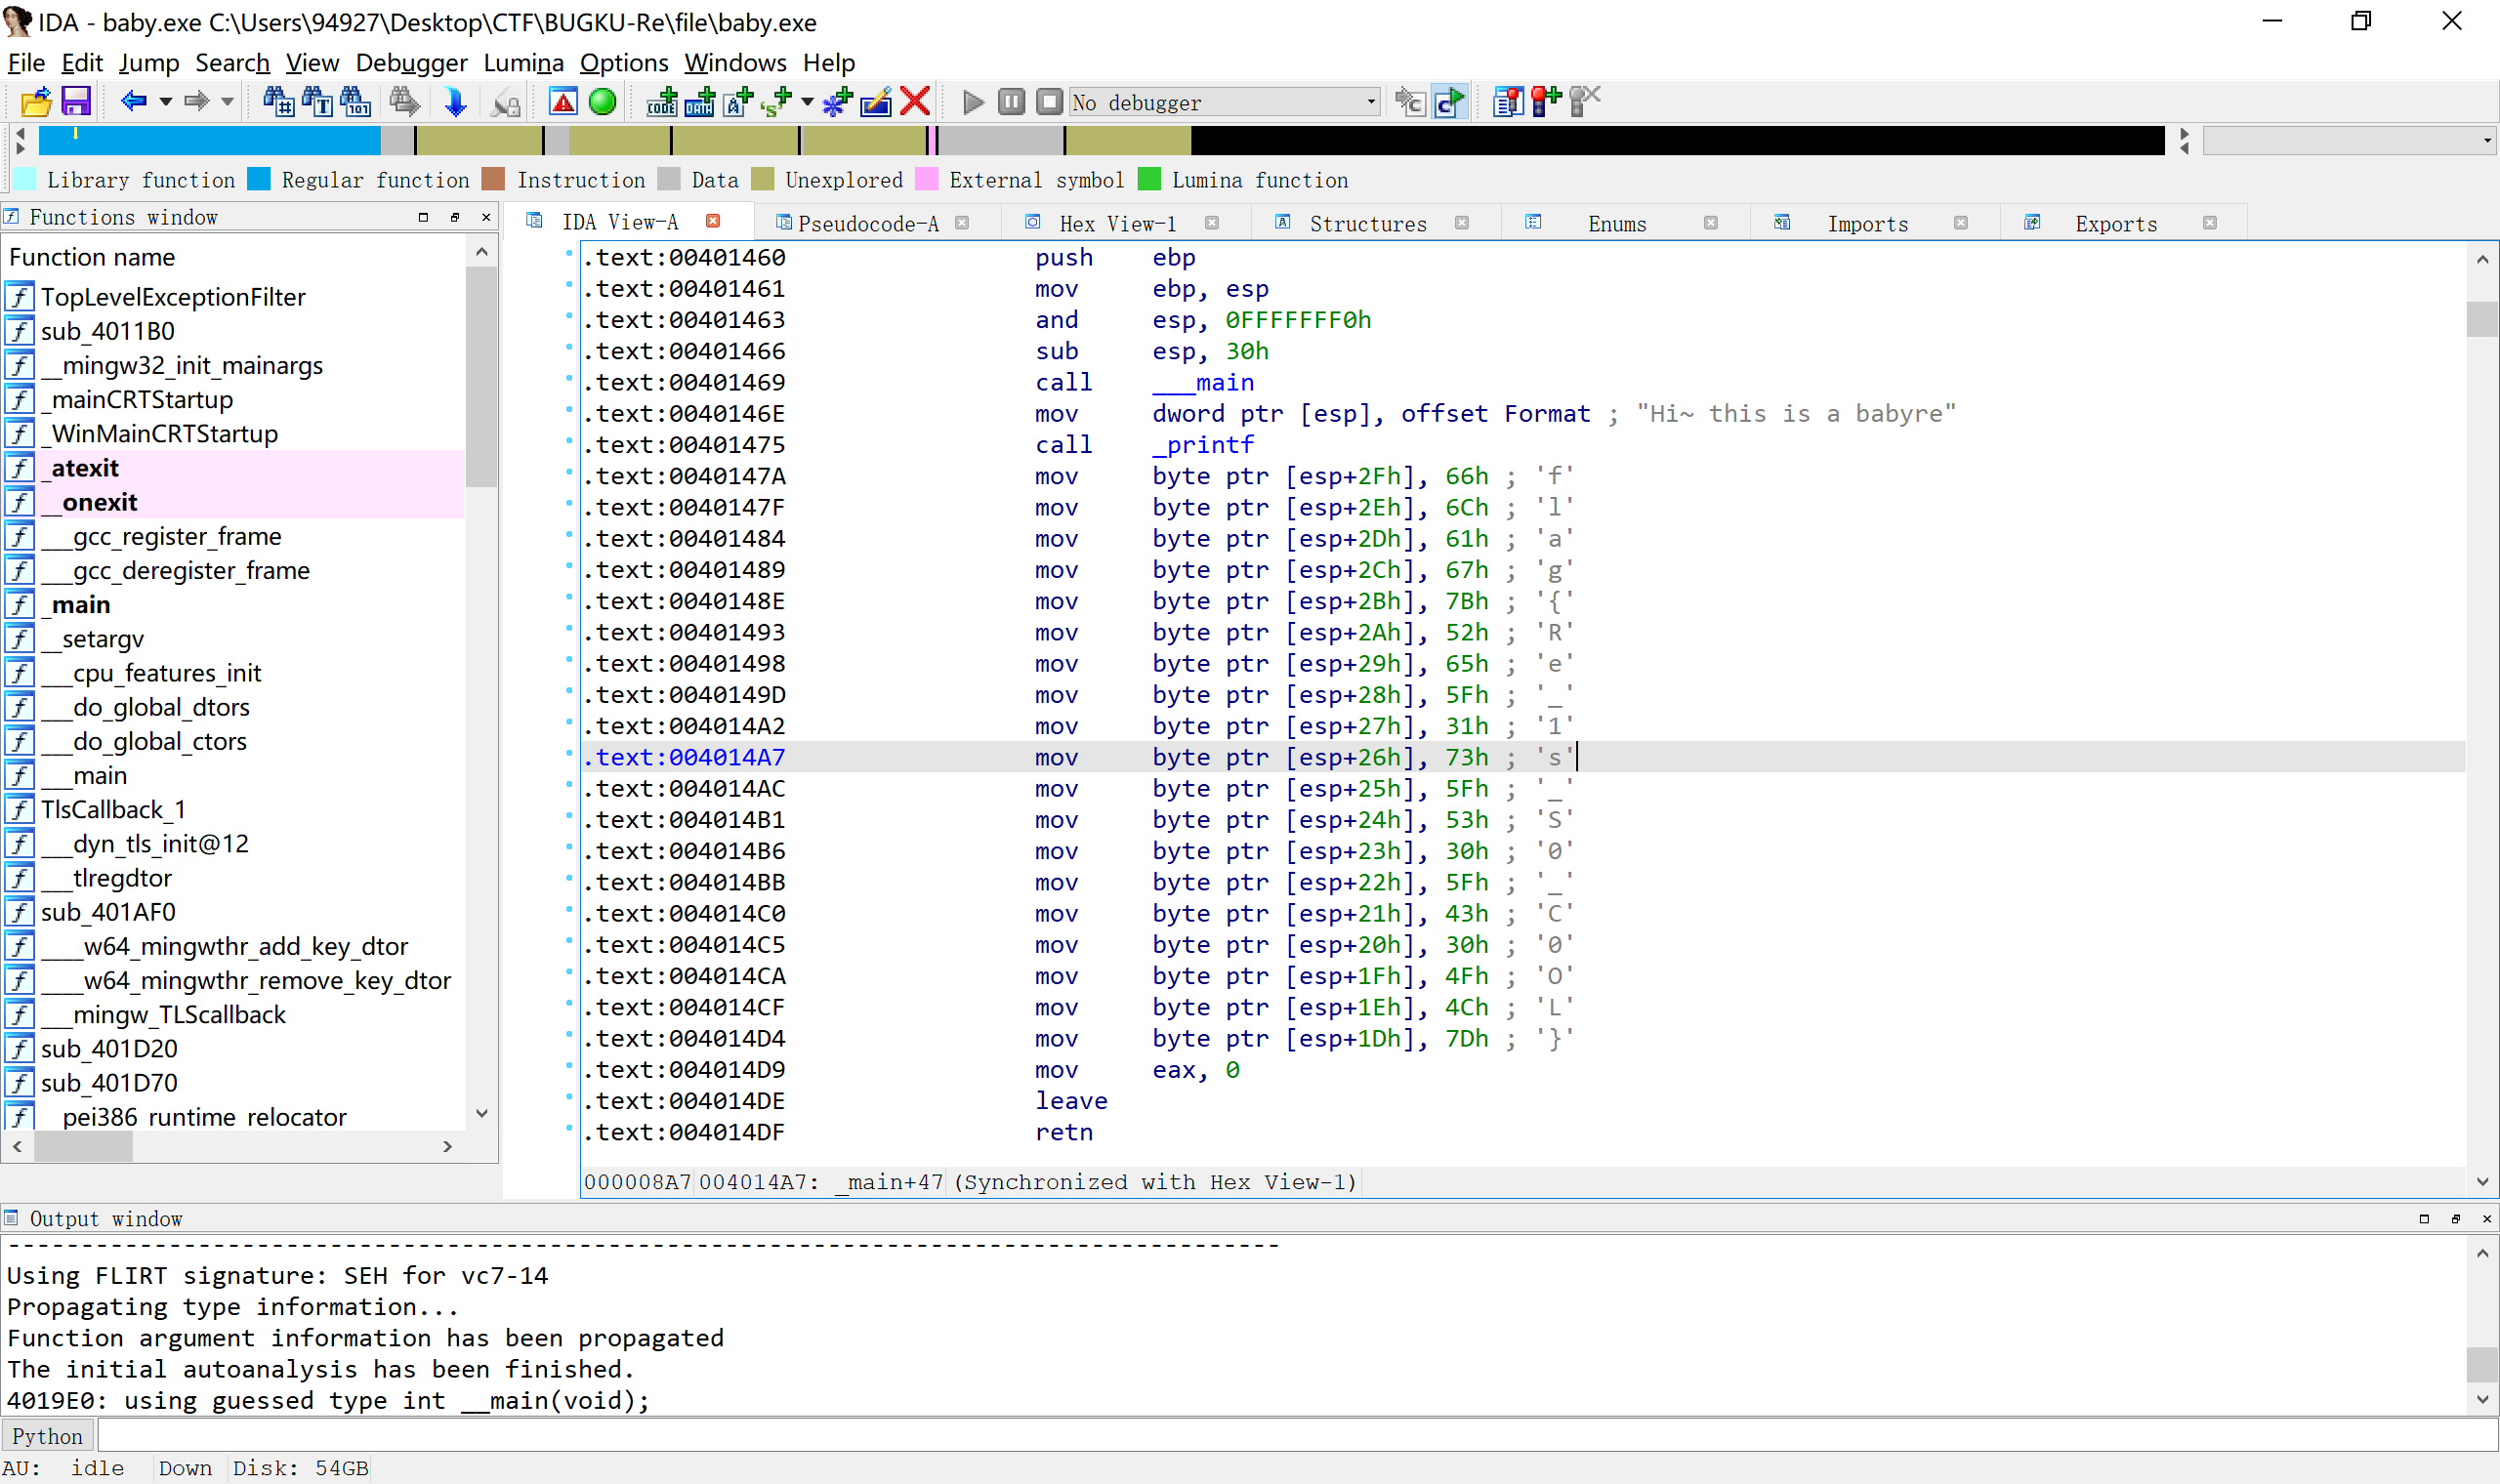 IDA - baby.exe C:\Users\94927\Desktop\CTF\BUGKU-Re\file\baby.exe
File Edit Jump Search View Debugger Lumina Options Windows Help
No debugger
Library function Regular function Instruction Data Unexplored External symbol Lumina function
Functions window
Function name
TopLevelExceptionFilter
sub_4011B0
__mingw32_init_mainargs
_mainCRTStartup
_WinMainCRTStartup
_atexit
__onexit
___gcc_register_frame
___gcc_deregister_frame
_main
__setargv
___cpu_features_init
___do_global_dtors
___do_global_ctors
___main
TlsCallback_1
___dyn_tls_init@12
___tlregdtor
sub_401AF0
____w64_mingwthr_add_key_dtor
____w64_mingwthr_remove_key_dtor
___mingw_TLScallback
sub_401D20
sub_401D70
__pei386_runtime_relocator
IDA View-A Pseudocode-A Hex View-1 Structures Enums Imports Exports
.text:00401460 push ebp
.text:00401461 mov ebp, esp
.text:00401463 and esp, 0FFFFFFF0h
.text:00401466 sub esp, 30h
.text:00401469 call ___main
.text:0040146E mov dword ptr [esp], offset Format ; "Hi~ this is a babyre"
.text:00401475 call _printf
.text:0040147A mov byte ptr [esp+2Fh], 66h ; 'f'
.text:0040147F mov byte ptr [esp+2Eh], 6Ch ; 'l'
.text:00401484 mov byte ptr [esp+2Dh], 61h ; 'a'
.text:00401489 mov byte ptr [esp+2Ch], 67h ; 'g'
.text:0040148E mov byte ptr [esp+2Bh], 7Bh ; '{'
.text:00401493 mov byte ptr [esp+2Ah], 52h ; 'R'
.text:00401498 mov byte ptr [esp+29h], 65h ; 'e'
.text:0040149D mov byte ptr [esp+28h], 5Fh ; '_'
.text:004014A2 mov byte ptr [esp+27h], 31h ; '1'
.text:004014A7 mov byte ptr [esp+26h], 73h ; 's'
.text:004014AC mov byte ptr [esp+25h], 5Fh ; '_'
.text:004014B1 mov byte ptr [esp+24h], 53h ; 'S'
.text:004014B6 mov byte ptr [esp+23h], 30h ; '0'
.text:004014BB mov byte ptr [esp+22h], 5Fh ; '_'
.text:004014C0 mov byte ptr [esp+21h], 43h ; 'C'
.text:004014C5 mov byte ptr [esp+20h], 30h ; '0'
.text:004014CA mov byte ptr [esp+1Fh], 4Fh ; 'O'
.text:004014CF mov byte ptr [esp+1Eh], 4Ch ; 'L'
.text:004014D4 mov byte ptr [esp+1Dh], 7Dh ; '}'
.text:004014D9 mov eax, 0
.text:004014DE leave
.text:004014DF retn
000008A7 004014A7: _main+47 (Synchronized with Hex View-1)
Output window
---------------------------------------------------------------------------------------
Using FLIRT signature: SEH for vc7-14
Propagating type information...
Function argument information has been propagated
The initial autoanalysis has been finished.
4019E0: using guessed type int __main(void);
Python
AU: idle Down Disk: 54GB